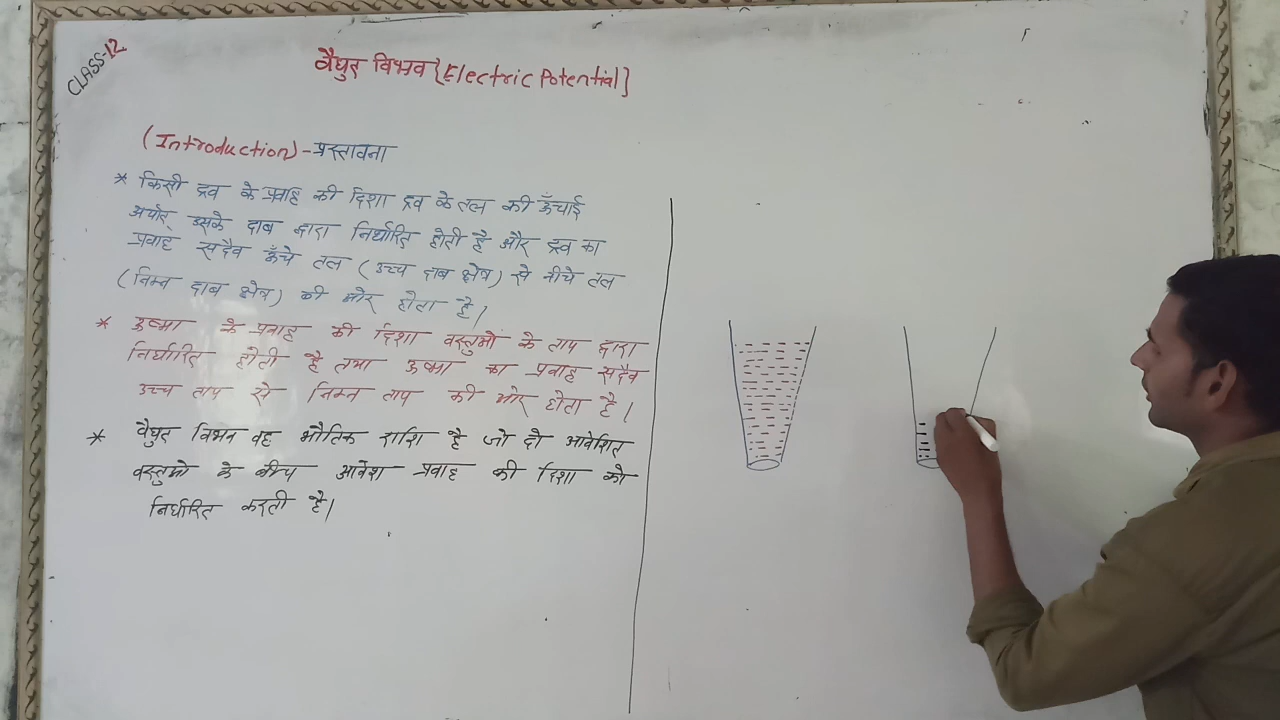 CLASS-12
वैधुत विभव {Electric Potential}
(Introduction)-प्रस्तावना
* किसी द्रव के प्रवाह की दिशा द्रव के तल की ऊँचाई
अर्थात् उसके दाब द्वारा निर्धारित होती है और द्रव का
प्रवाह सदैव ऊँचे तल (उच्च दाब क्षेत्र) से नीचे तल
(निम्न दाब क्षेत्र) की ओर होता है।
* ऊष्मा के प्रवाह की दिशा वस्तुओं के ताप द्वारा
निर्धारित होती है तथा ऊष्मा का प्रवाह सदैव
उच्च ताप से निम्न ताप की ओर होता है।
* वैधुत विभव वह भौतिक राशि है जो दो आवेशित
वस्तुओ के बीच आवेश प्रवाह की दिशा को
निर्धारित करती है।